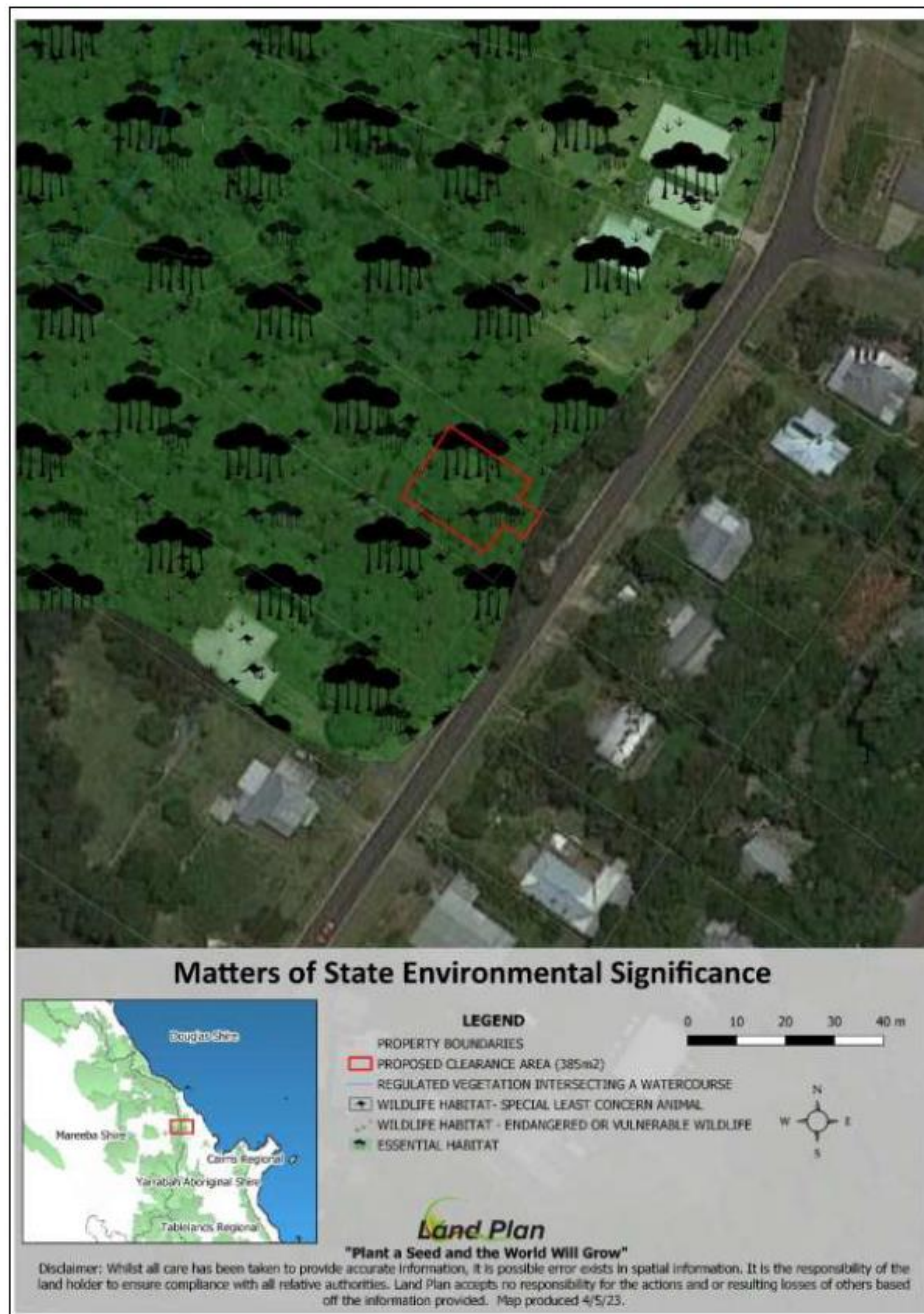 Matters of State Environmental Significance
Douglas Shire
Mareeba Shire
Cairns Regional
Yarrabah Aboriginal Shire
Tablelands Regional
LEGEND
PROPERTY BOUNDARIES
PROPOSED CLEARANCE AREA (385m2)
REGULATED VEGETATION INTERSECTING A WATERCOURSE
WILDLIFE HABITAT- SPECIAL LEAST CONCERN ANIMAL
WILDLIFE HABITAT - ENDANGERED OR VULNERABLE WILDLIFE
ESSENTIAL HABITAT
0 10 20 30 40 m
N
W E
S
Land Plan
"Plant a Seed and the World Will Grow"
Disclaimer: Whilst all care has been taken to provide accurate information, it is possible error exists in spatial information. It is the responsibility of the
land holder to ensure compliance with all relative authorities. Land Plan accepts no responsibility for the actions and or resulting losses of others based
off the information provided. Map produced 4/5/23.